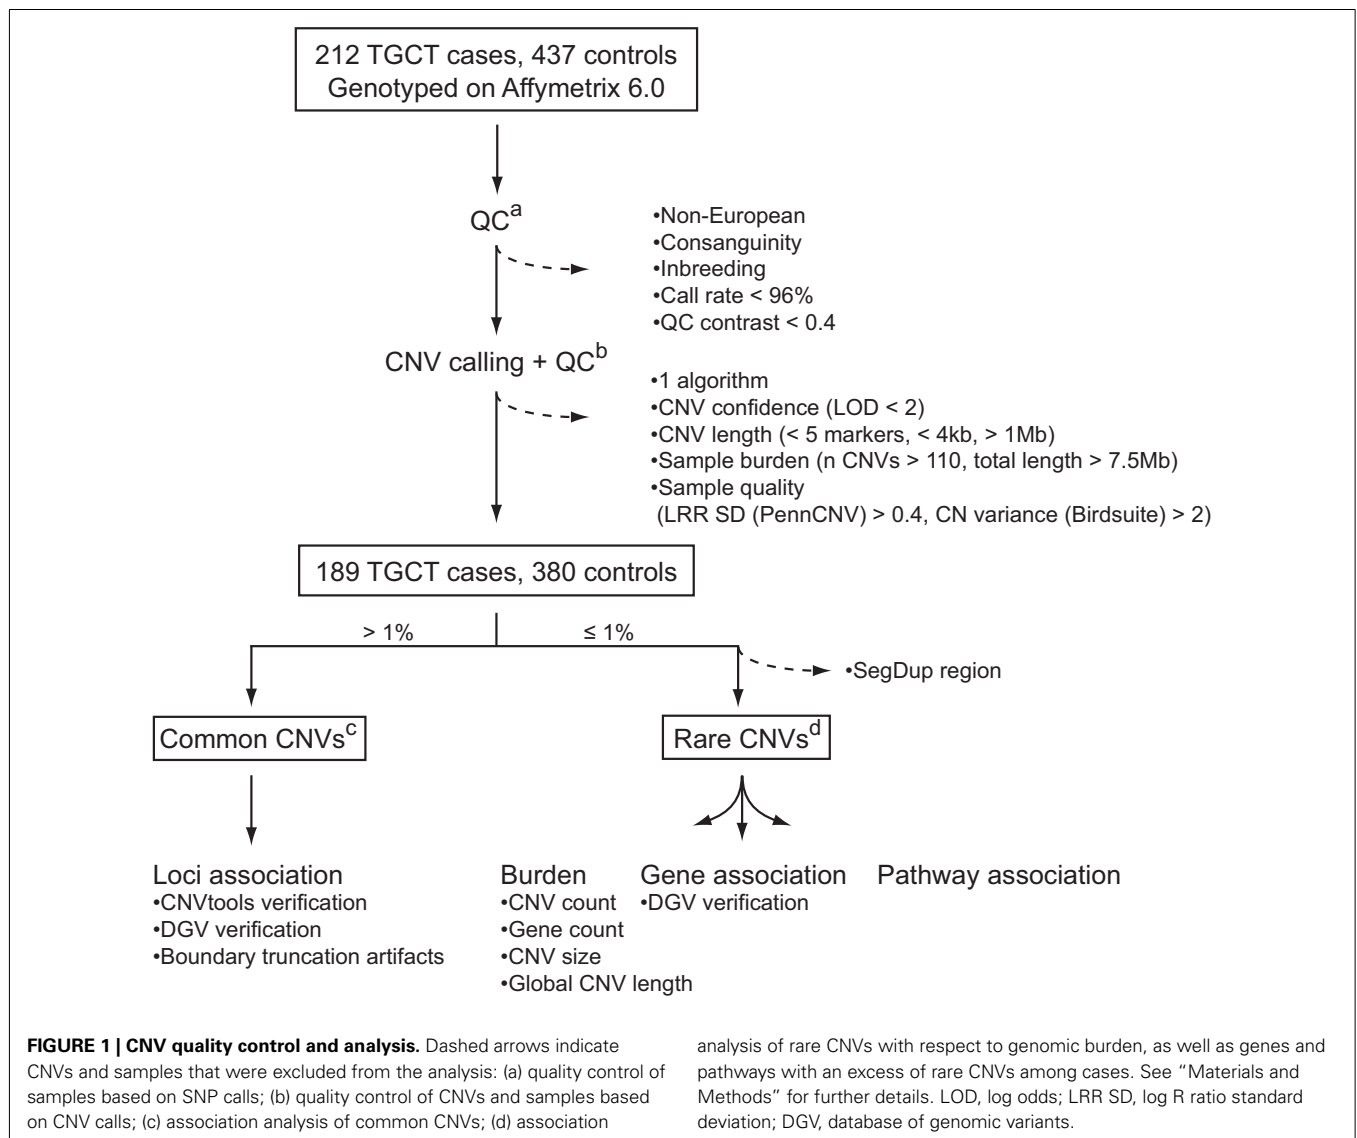 212 TGCT cases, 437 controls
Genotyped on Affymetrix 6.0
QCa
•Non-European
•Consanguinity
•Inbreeding
•Call rate < 96%
•QC contrast < 0.4
CNV calling + QCb
•1 algorithm
•CNV confidence (LOD < 2)
•CNV length (< 5 markers, < 4kb, > 1Mb)
•Sample burden (n CNVs > 110, total length > 7.5Mb)
•Sample quality
(LRR SD (PennCNV) > 0.4, CN variance (Birdsuite) > 2)
189 TGCT cases, 380 controls
> 1%
≤ 1%
•SegDup region
Common CNVsc
Rare CNVsd
Loci association
•CNVtools verification
•DGV verification
•Boundary truncation artifacts
Burden
•CNV count
•Gene count
•CNV size
•Global CNV length
Gene association
•DGV verification
Pathway association
FIGURE 1 | CNV quality control and analysis. Dashed arrows indicate
CNVs and samples that were excluded from the analysis: (a) quality control of
samples based on SNP calls; (b) quality control of CNVs and samples based
on CNV calls; (c) association analysis of common CNVs; (d) association
analysis of rare CNVs with respect to genomic burden, as well as genes and
pathways with an excess of rare CNVs among cases. See “Materials and
Methods” for further details. LOD, log odds; LRR SD, log R ratio standard
deviation; DGV, database of genomic variants.